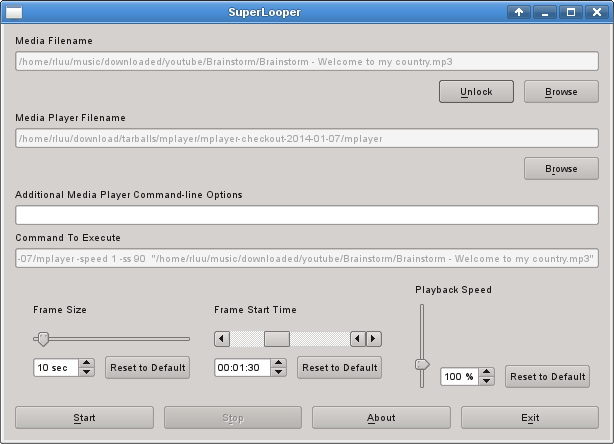 SuperLooper
Media Filename
/home/rluu/music/downloaded/youtube/Brainstorm/Brainstorm - Welcome to my country.mp3
Unlock
Browse
Media Player Filename
/home/rluu/download/tarballs/mplayer/mplayer-checkout-2014-01-07/mplayer
Browse
Additional Media Player Command-line Options
Command To Execute
-07/mplayer -speed 1 -ss 90  "/home/rluu/music/downloaded/youtube/Brainstorm/Brainstorm - Welcome to my country.mp3"
Frame Size
10 sec
Reset to Default
Frame Start Time
00:01:30
Reset to Default
Playback Speed
100 %
Reset to Default
Start
Stop
About
Exit